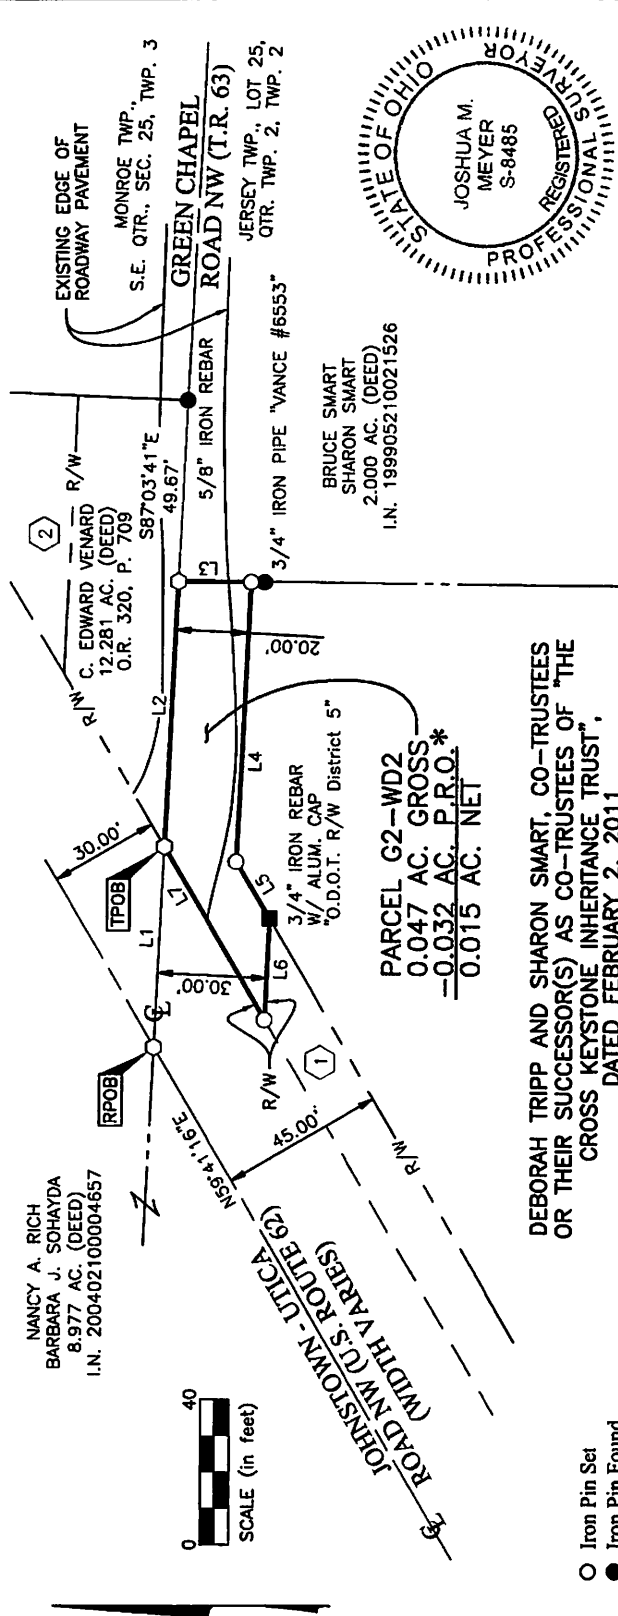 NANCY A. RICH
BARBARA J. SOHAYDA
8.977 AC. (DEED)
I.N. 200402100004657
RPOB
TPOB
30.00'
R/W
C. EDWARD VENARD
12.281 AC. (DEED)
O.R. 320, P. 709
2
R/W
EXISTING EDGE OF
ROADWAY PAVEMENT
MONROE TWP.,
S.E. QTR., SEC. 25, TWP. 3
GREEN CHAPEL
ROAD NW (T.R. 63)
JERSEY TWP., LOT 25,
QTR. TWP. 2, TWP. 2
S87°03'41"E
49.67'
5/8" IRON REBAR
L1
L2
L3
L4
L5
L6
L7
20.00'
30.00'
3/4" IRON PIPE "VANCE #6553"
BRUCE SMART
SHARON SMART
2.000 AC. (DEED)
I.N. 199905210021526
3/4" IRON REBAR
W/ ALUM. CAP
"O.D.O.T. R/W District 5"
PARCEL G2-WD2
0.047 AC. GROSS
-0.032 AC. P.R.O.*
0.015 AC. NET
R/W
1
N59°41'16"E
45.00'
R/W
JOHNSTOWN - UTICA
ROAD NW (U.S. ROUTE 62)
(WIDTH VARIES)
0
40
SCALE (in feet)
STATE OF OHIO
JOSHUA M.
MEYER
S-8485
REGISTERED
PROFESSIONAL SURVEYOR
DEBORAH TRIPP AND SHARON SMART, CO-TRUSTEES
OR THEIR SUCCESSOR(S) AS CO-TRUSTEES OF "THE
CROSS KEYSTONE INHERITANCE TRUST",
DATED FEBRUARY 2, 2011
○ Iron Pin Set
● Iron Pin Found